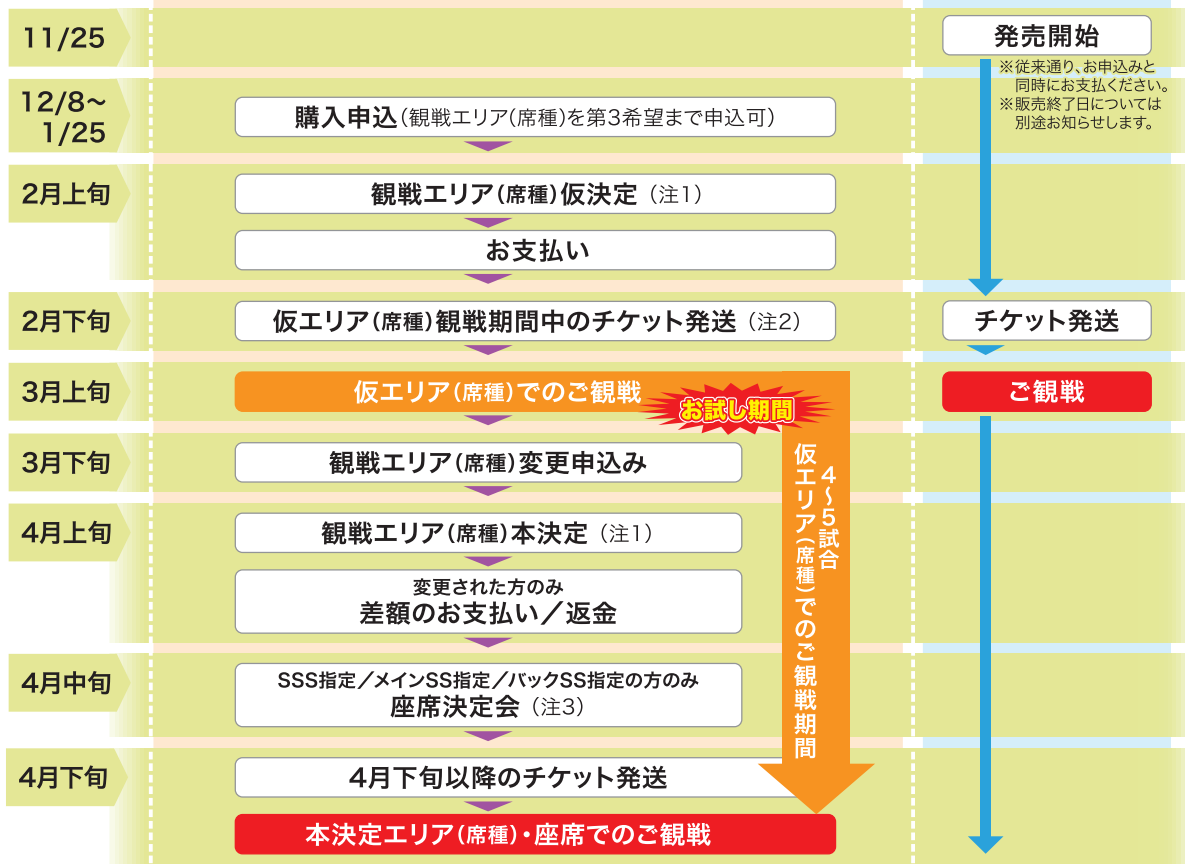 11/25
発売開始
※従来通り、お申込みと
同時にお支払ください。
※販売終了日については
別途お知らせします。
12/8〜
1/25
購入申込（観戦エリア（席種）を第3希望まで申込可）
2月上旬
観戦エリア（席種）仮決定（注1）
お支払い
2月下旬
仮エリア（席種）観戦期間中のチケット発送（注2）
チケット発送
3月上旬
仮エリア（席種）でのご観戦
お試し期間
ご観戦
4〜5試合
仮エリア（席種）でのご観戦期間
3月下旬
観戦エリア（席種）変更申込み
4月上旬
観戦エリア（席種）本決定（注1）
変更された方のみ
差額のお支払い／返金
4月中旬
SSS指定／メインSS指定／バックSS指定の方のみ
座席決定会（注3）
4月下旬
4月下旬以降のチケット発送
本決定エリア（席種）・座席でのご観戦